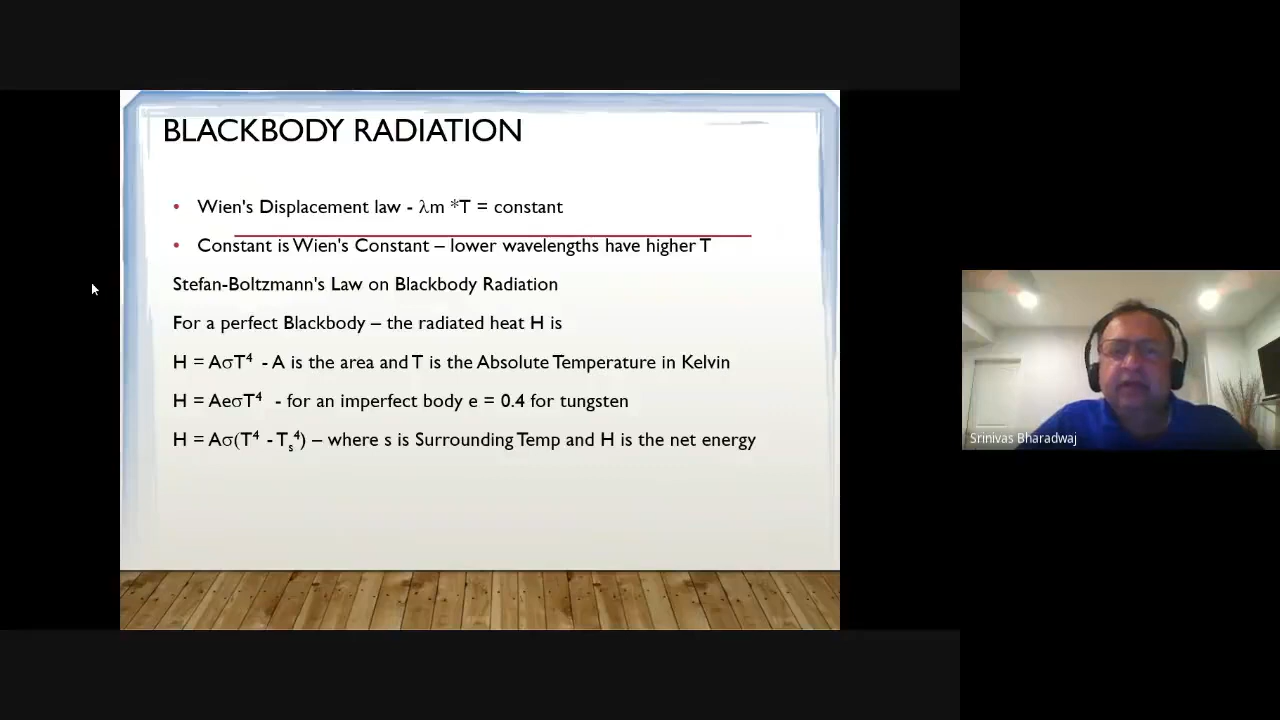 BLACKBODY RADIATION
• Wien's Displacement law - λm *T = constant
• Constant is Wien's Constant – lower wavelengths have higher T
Stefan-Boltzmann's Law on Blackbody Radiation
For a perfect Blackbody – the radiated heat H is
H = AσT⁴ - A is the area and T is the Absolute Temperature in Kelvin
H = AeσT⁴ - for an imperfect body e = 0.4 for tungsten
H = Aσ(T⁴ - Tₛ⁴) – where s is Surrounding Temp and H is the net energy
Srinivas Bharadwaj